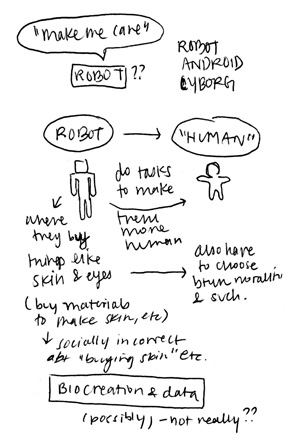 "make me care"
ROBOT ??
ROBOT
ANDROID
CYBORG
ROBOT
"HUMAN"
do tasks
to make
them
more
human
where
they buy
things like
skin & eyes
also have
to choose
btwn morality
& such.
(buy materials
to make skin, etc)
socially incorrect
abt "buying skin" etc.
BIOCREATION & data
(possibly) - not really??